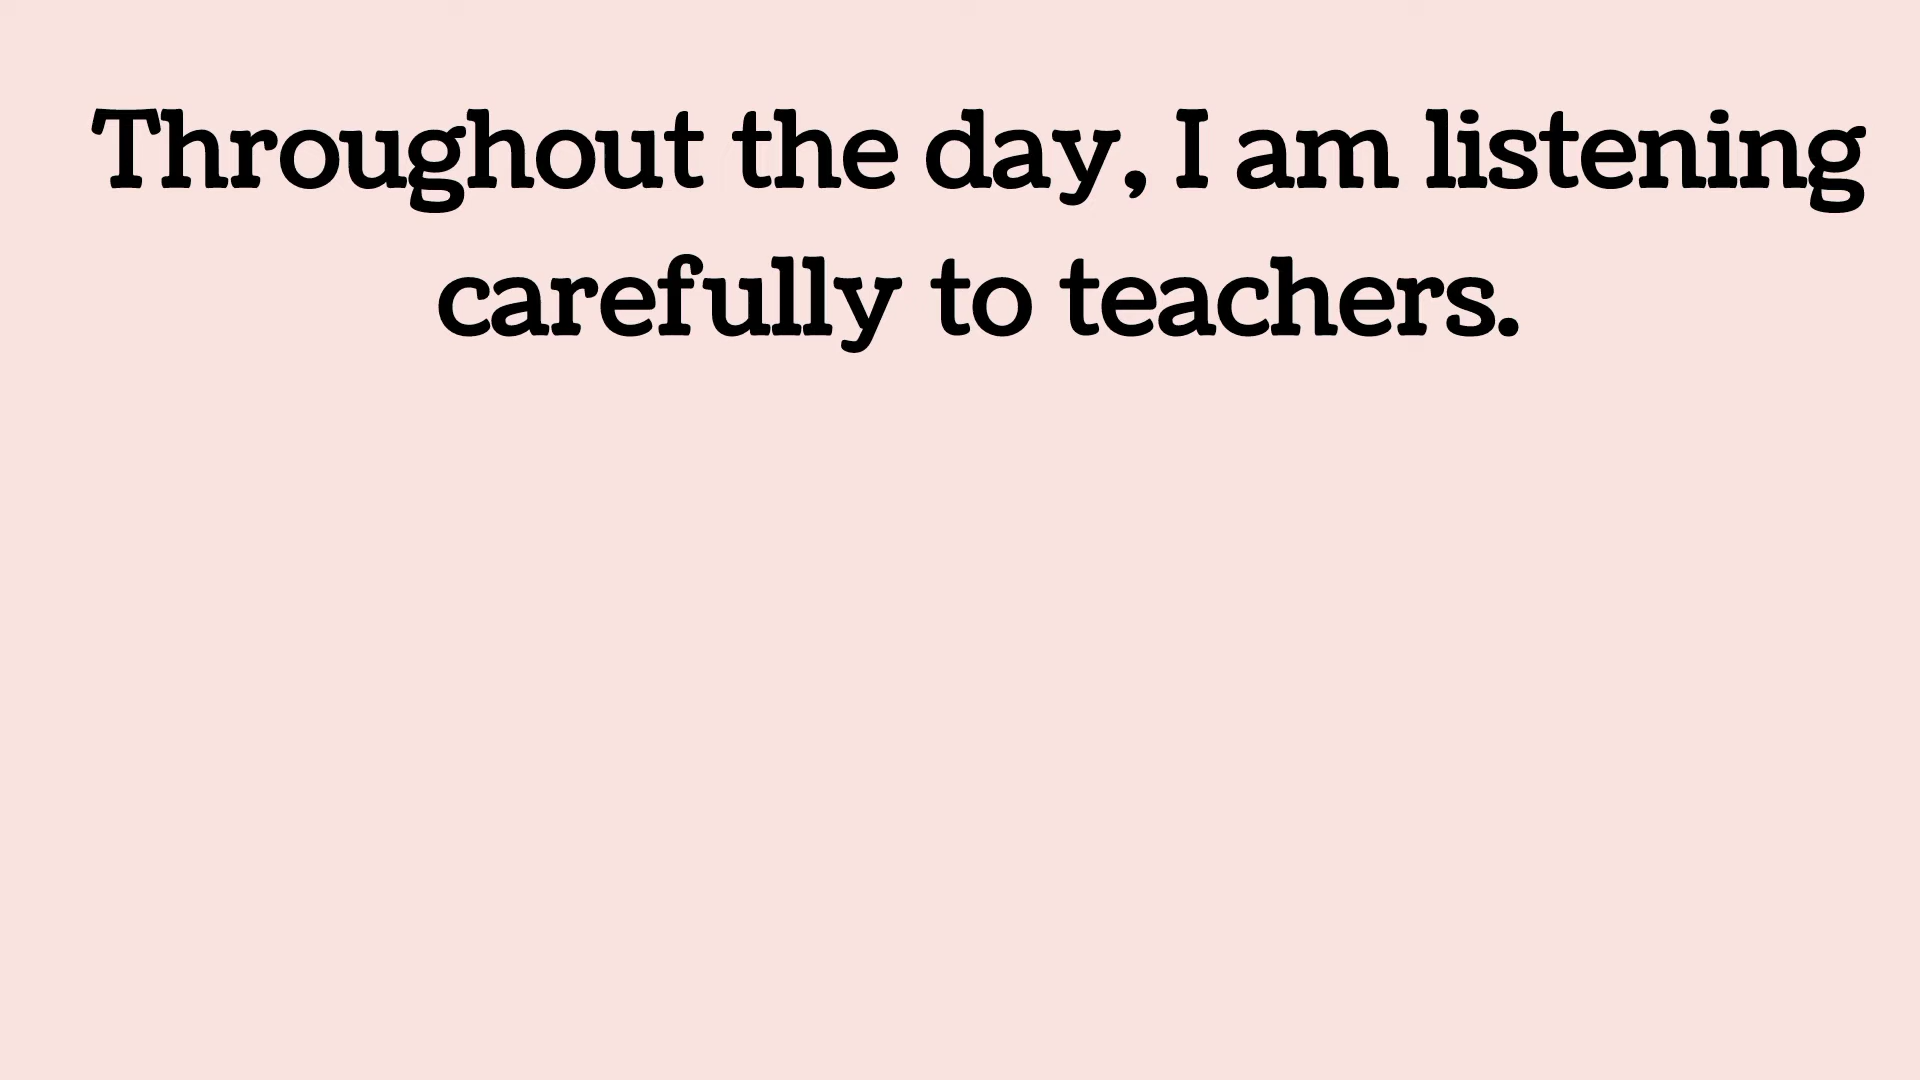 Throughout the day, I am listening
carefully to teachers.